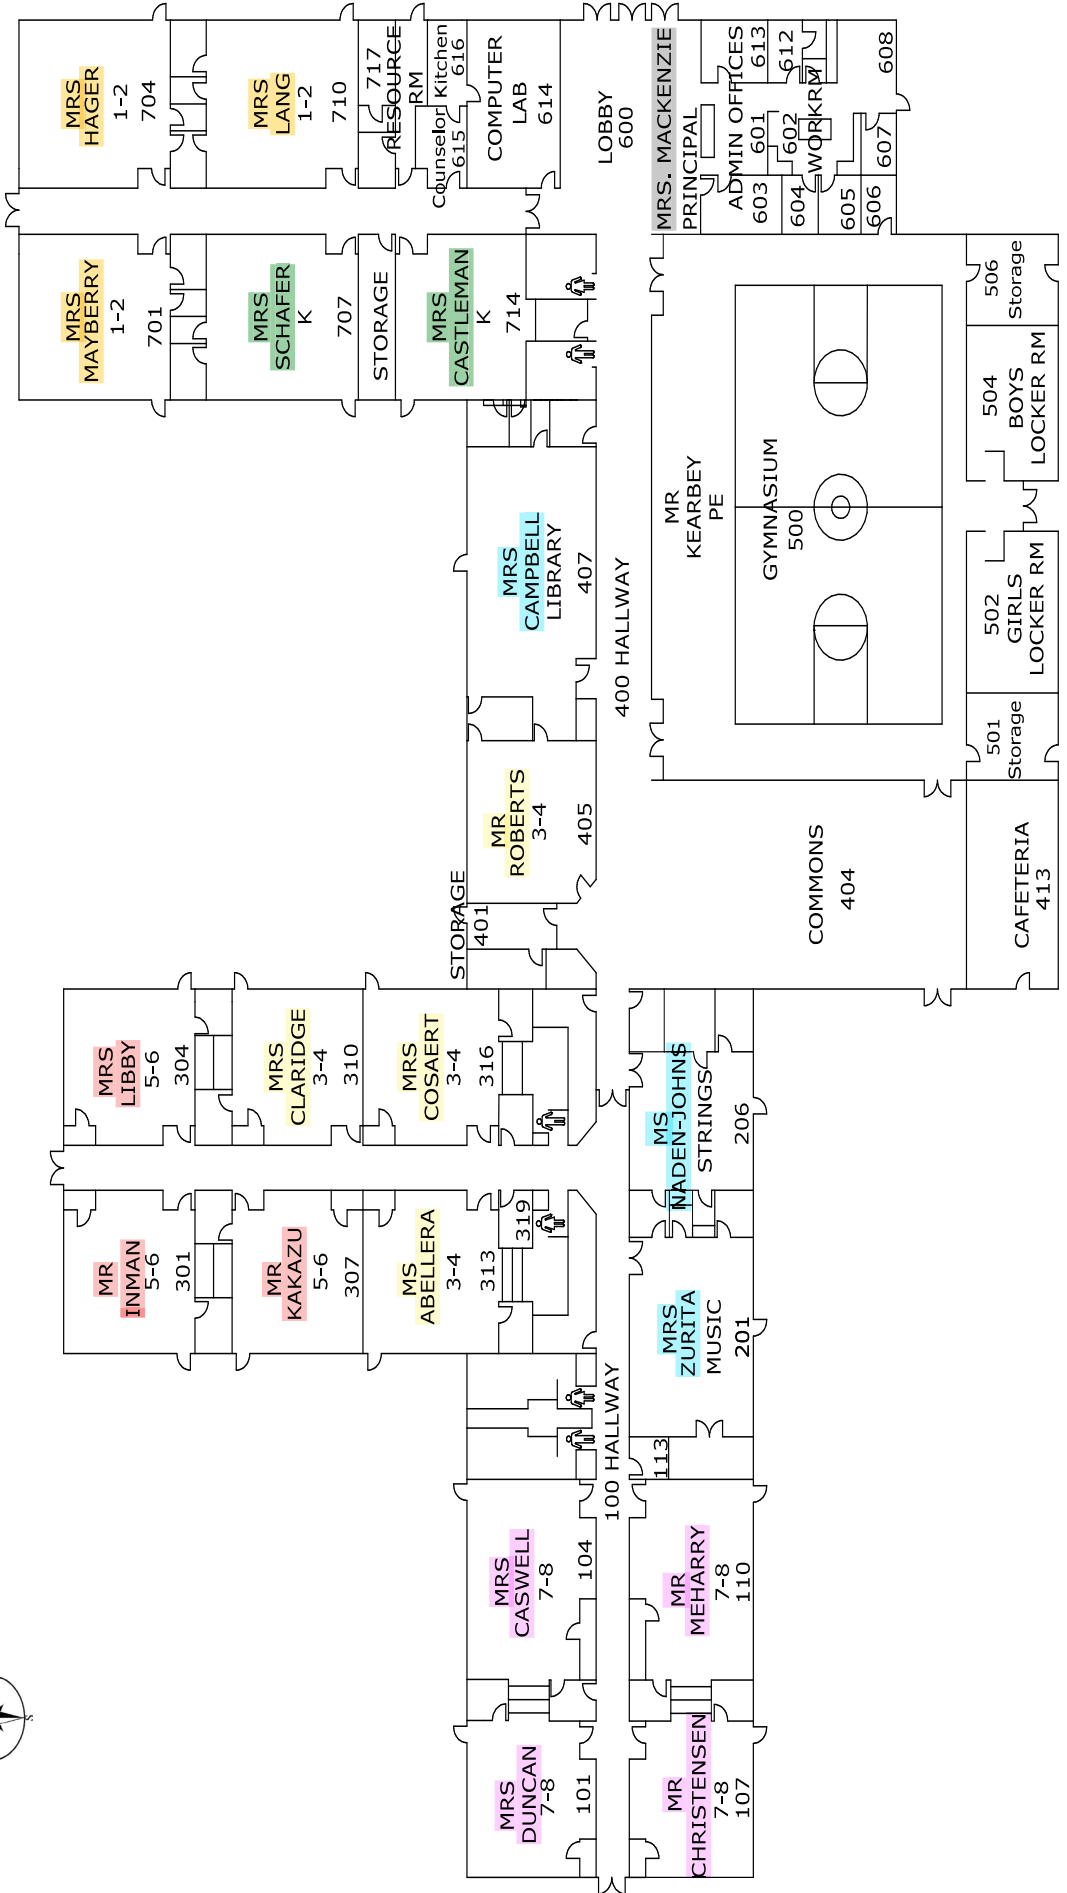 MRS
HAGER
1-2
704
MRS
LANG
1-2
710
717
RESOURCE
RM
Kitchen
616
Counselor
615
COMPUTER
LAB
614
LOBBY
600
MRS. MACKENZIE
PRINCIPAL
ADMIN OFFICES
613
612
601
602
WORKRM
603
604
605
606
607
608
MRS
MAYBERRY
1-2
701
MRS
SCHAFER
K
707
STORAGE
MRS
CASTLEMAN
K
714
MRS
CAMPBELL
LIBRARY
407
400 HALLWAY
MR
KEARBEY
PE
GYMNASIUM
500
506
Storage
504
BOYS
LOCKER RM
502
GIRLS
LOCKER RM
501
Storage
MR
ROBERTS
3-4
405
STORAGE
401
COMMONS
404
CAFETERIA
413
MRS
LIBBY
5-6
304
MRS
CLARIDGE
3-4
310
MRS
COSAERT
3-4
316
MS
NADEN-JOHNS
STRINGS
206
MR
INMAN
5-6
301
MR
KAKAZU
5-6
307
MS
ABELLERA
3-4
313
319
MRS
ZURITA
MUSIC
201
100 HALLWAY
113
MRS
CASWELL
7-8
104
MR
MEHARRY
7-8
110
MRS
DUNCAN
7-8
101
MR
CHRISTENSEN
7-8
107
S